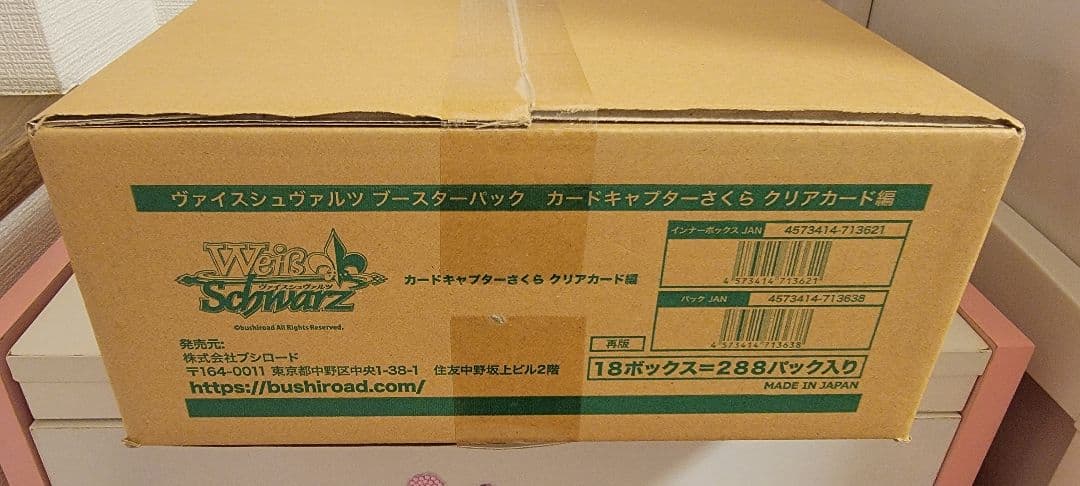 ヴァイスシュヴァルツ ブースターパック カードキャプターさくら クリアカード編
Weiß
ヴァイスシュヴァルツ
Schwarz
©bushiroad All Rights Reserved.
カードキャプターさくら クリアカード編
インナーボックス JAN 4573414-713621
4 573414 713621
パック JAN 4573414-713638
4 573414 713638
発売元:
株式会社ブシロード
〒164-0011 東京都中野区中央1-38-1 住友中野坂上ビル2階
https://bushiroad.com/
再版
18ボックス=288パック入り
MADE IN JAPAN